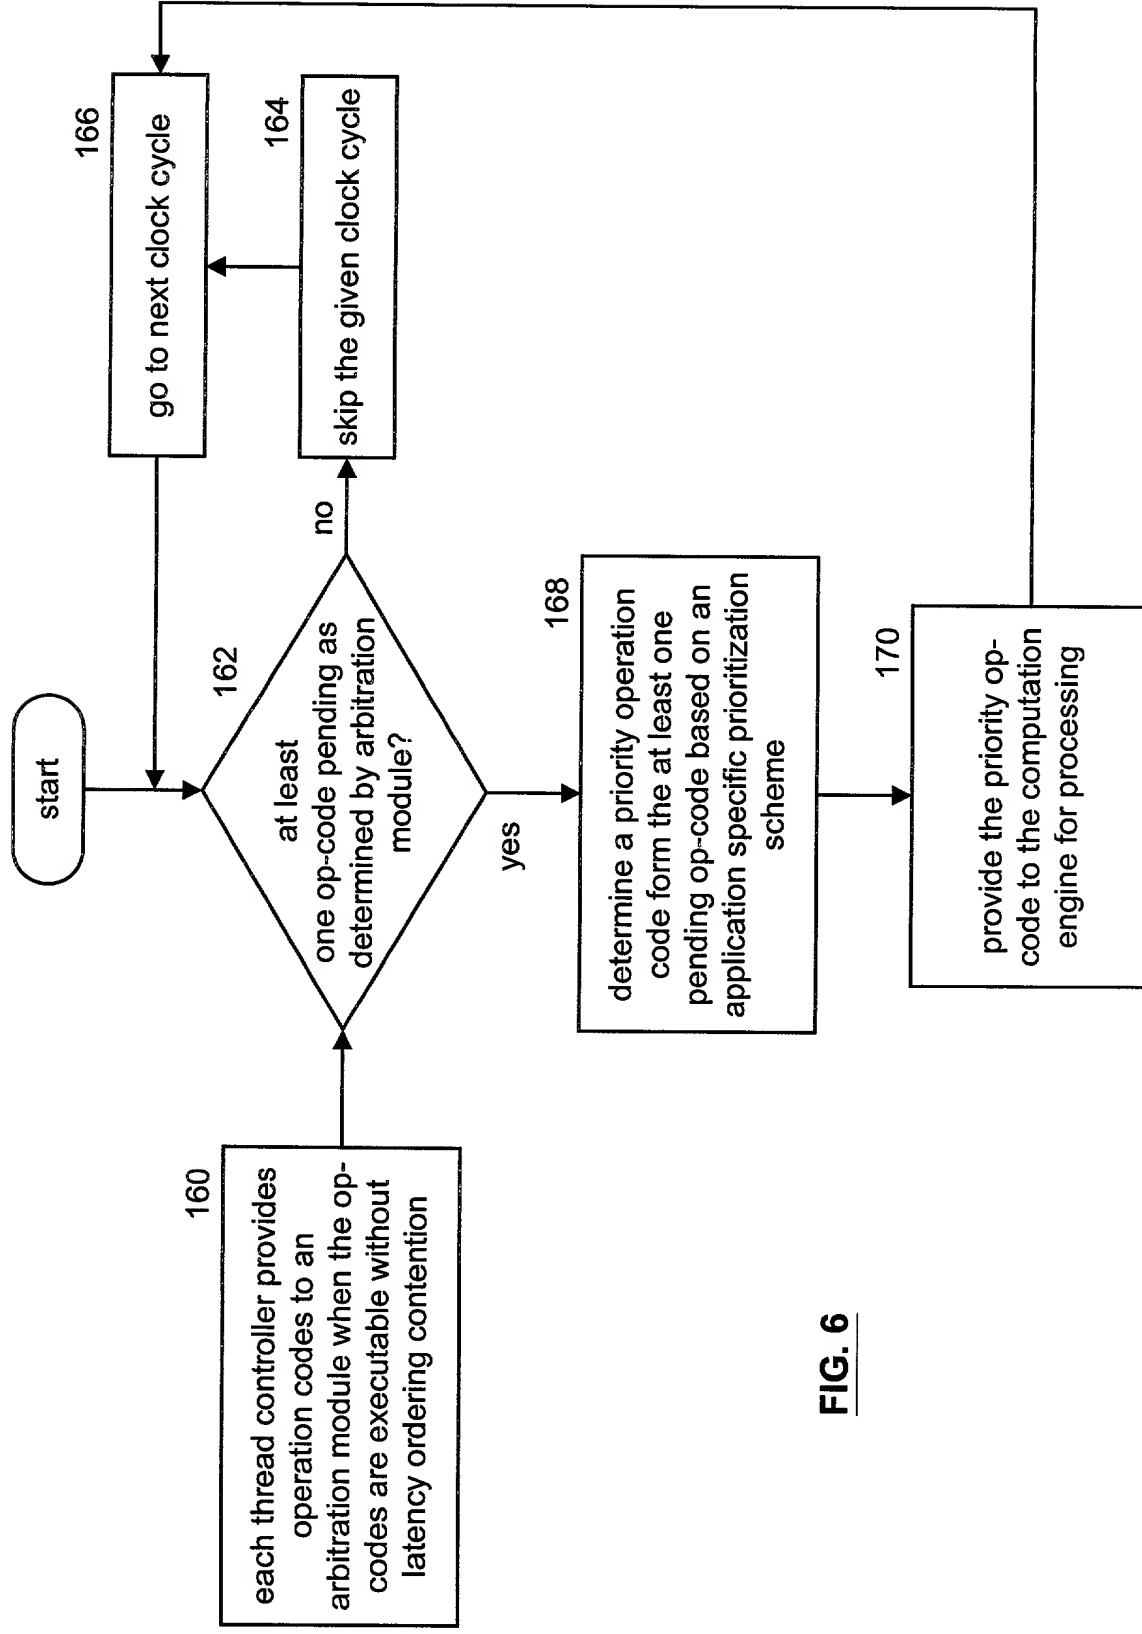 start
166
go to next clock cycle
164
skip the given clock cycle
162
at least
one op-code pending as
determined by arbitration
module?
no
yes
160
each thread controller provides
operation codes to an
arbitration module when the op-
codes are executable without
latency ordering contention
168
determine a priority operation
code form the at least one
pending op-code based on an
application specific prioritization
scheme
170
provide the priority op-
code to the computation
engine for processing
FIG. 6